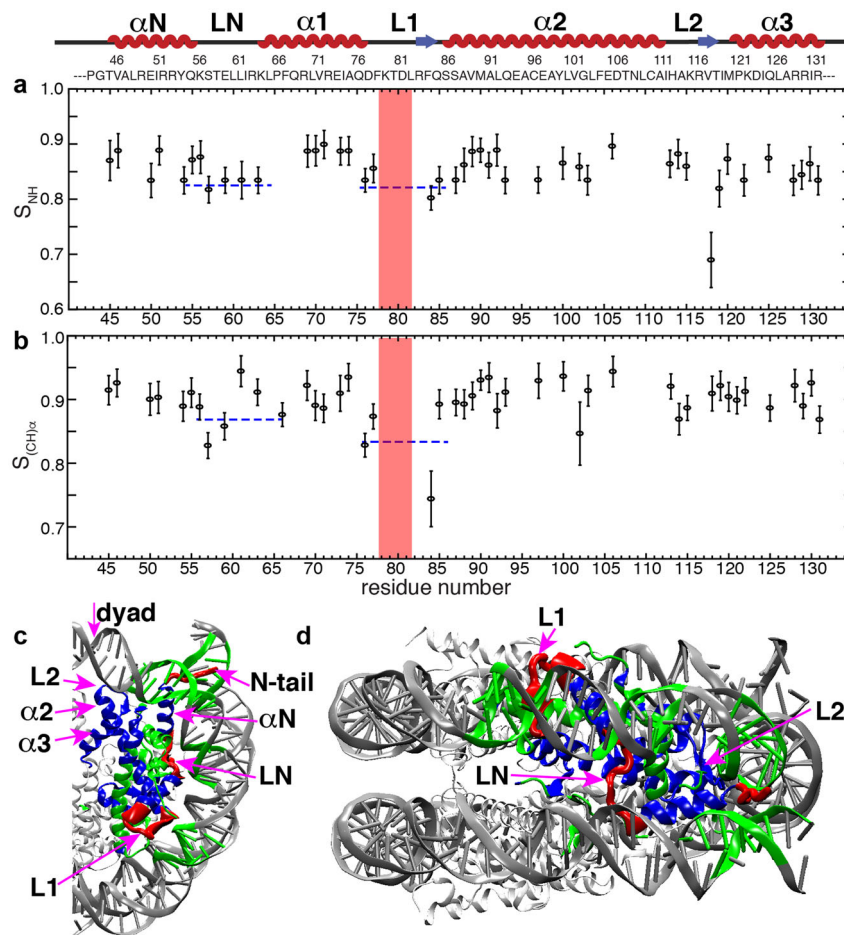 αN LN α1 L1 α2 L2 α3
46 51 56 61 66 71 76 81 86 91 96 101 106 111 116 121 126 131
---PGTVALREIRRYQKSTELLIRKLPFQRLVREIAQDFKTDLRFQSSAVMALQEACEAYLVGLFEDTNLCAIHAKRVTIMPKDIQLARRIR---
a
1.0
0.9
0.8
0.7
0.6
S_NH
45 50 55 60 65 70 75 80 85 90 95 100 105 110 115 120 125 130
b
1.0
0.9
0.8
0.7
S_(CH)α
45 50 55 60 65 70 75 80 85 90 95 100 105 110 115 120 125 130
residue number
c
dyad
L2
α2
α3
N-tail
αN
LN
L1
d
L1
L2
LN